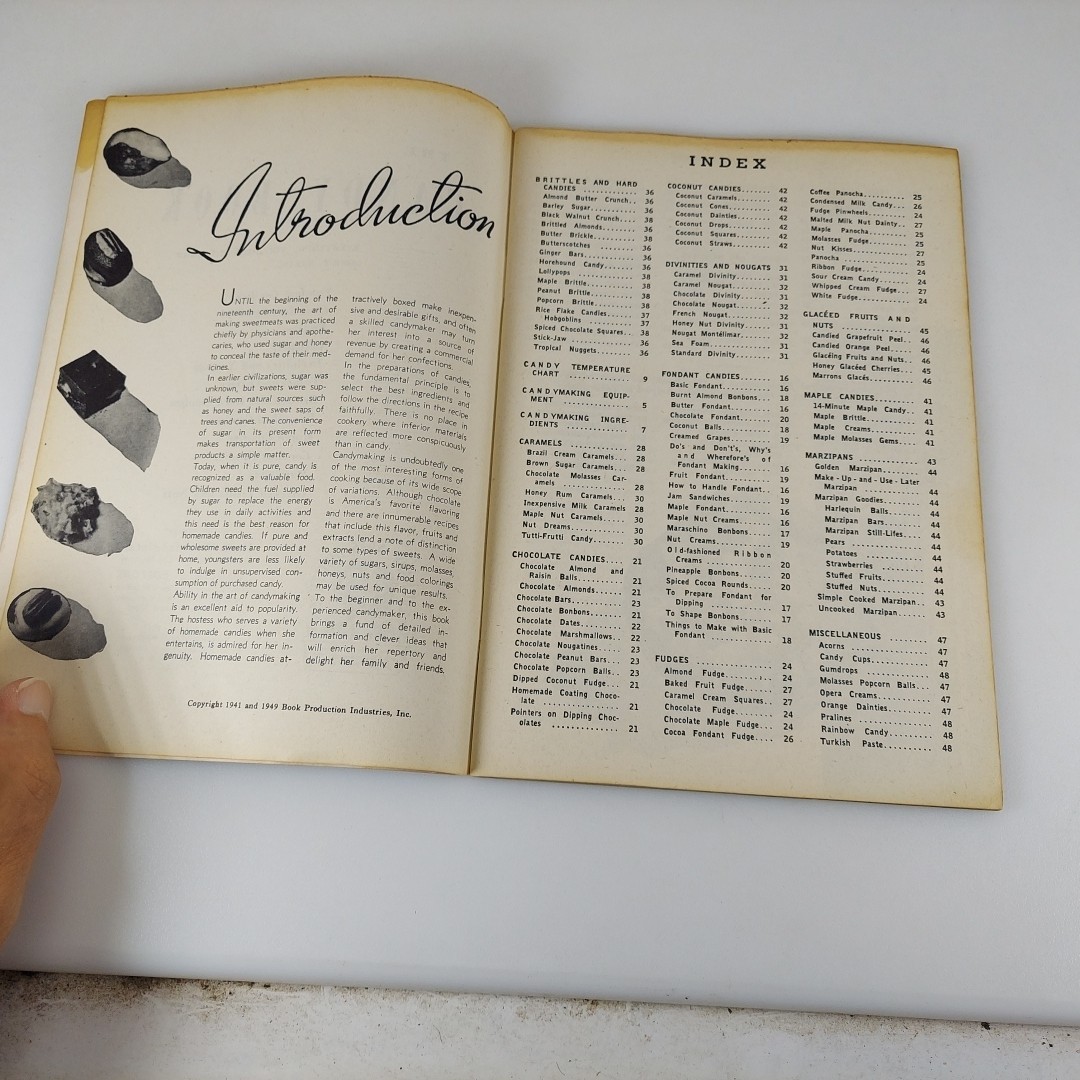 Introduction
UNTIL the beginning of the
nineteenth century, the art of
making sweetmeats was practiced
chiefly by physicians and apothe-
caries, who used sugar and honey
to conceal the taste of their med-
icines.
In earlier civilizations, sugar was
unknown, but sweets were sup-
plied from natural sources such
as honey and the sweet saps of
trees and canes. The convenience
of sugar in its present form
makes transportation of sweet
products a simple matter.
Today, when it is pure, candy is
recognized as a valuable food.
Children need the fuel supplied
by sugar to replace the energy
they use in daily activities and
this need is the best reason for
homemade candies. If pure and
wholesome sweets are provided at
home, youngsters are less likely
to indulge in unsupervised con-
sumption of purchased candy.
Ability in the art of candymaking
is an excellent aid to popularity.
The hostess who serves a variety
of homemade candies when she
entertains, is admired for her in-
genuity. Homemade candies at-
tractively boxed make inexpen-
sive and desirable gifts, and often
a skilled candymaker may turn
her interest into a source of
revenue by creating a commercial
demand for her confections.
In the preparations of candies,
the fundamental principle is to
select the best ingredients and
follow the directions in the recipe
faithfully. There is no place in
cookery where inferior materials
are reflected more conspicuously
than in candy.
Candymaking is undoubtedly one
of the most interesting forms of
cooking because of its wide scope
of variations. Although chocolate
is America's favorite flavoring
and there are innumerable recipes
that include this flavor, fruits and
extracts lend a note of distinction
to some types of sweets. A wide
variety of sugars, sirups, molasses,
honeys, nuts and food colorings
may be used for unique results.
To the beginner and to the ex-
perienced candymaker, this book
brings a fund of detailed in-
formation and clever ideas that
will enrich her repertory and
delight her family and friends.
Copyright 1941 and 1949 Book Production Industries, Inc.
INDEX
BRITTLES AND HARD
CANDIES ............ 36
Almond Butter Crunch.. 36
Barley Sugar.......... 36
Black Walnut Crunch... 38
Brittled Almonds...... 36
Butter Brickle........ 38
Butterscotches ....... 36
Ginger Bars........... 36
Horehound Candy....... 36
Lollypops ............ 38
Maple Brittle......... 38
Peanut Brittle........ 38
Popcorn Brittle....... 38
Rice Flake Candies.... 37
Hobgoblins ........... 37
Spiced Chocolate Squares.. 38
Stick-Jaw ............ 36
Tropical Nuggets...... 36
CANDY TEMPERATURE
CHART ............... 9
CANDYMAKING EQUIP-
MENT ............... 5
CANDYMAKING INGRE-
DIENTS ............. 7
CARAMELS ............. 28
Brazil Cream Caramels... 28
Brown Sugar Caramels... 28
Chocolate Molasses Car-
amels .............. 28
Honey Rum Caramels.... 30
Inexpensive Milk Caramels 28
Maple Nut Caramels.... 30
Nut Dreams............ 30
Tutti-Frutti Candy.... 30
CHOCOLATE CANDIES.... 21
Chocolate Almond and
Raisin Balls......... 21
Chocolate Almonds..... 21
Chocolate Bars........ 23
Chocolate Bonbons..... 21
Chocolate Dates....... 22
Chocolate Marshmallows.. 22
Chocolate Nougatines... 23
Chocolate Peanut Bars... 23
Chocolate Popcorn Balls.. 23
Dipped Coconut Fudge... 21
Homemade Coating Choco-
late ................ 21
Pointers on Dipping Choc-
olates .............. 21
COCONUT CANDIES....... 42
Coconut Caramels...... 42
Coconut Cones......... 42
Coconut Dainties...... 42
Coconut Drops......... 42
Coconut Squares....... 42
Coconut Straws........ 42
DIVINITIES AND NOUGATS 31
Caramel Divinity...... 31
Caramel Nougat........ 32
Chocolate Divinity.... 31
Chocolate Nougat...... 32
French Nougat......... 32
Honey Nut Divinity.... 31
Nougat Montélimar..... 32
Sea Foam.............. 31
Standard Divinity..... 31
FONDANT CANDIES....... 16
Basic Fondant......... 16
Burnt Almond Bonbons... 18
Butter Fondant........ 16
Chocolate Fondant..... 20
Coconut Balls......... 18
Creamed Grapes........ 19
Do's and Don't's, Why's
and Wherefore's of
Fondant Making....... 16
Fruit Fondant......... 19
How to Handle Fondant.. 16
Jam Sandwiches........ 19
Maple Fondant......... 16
Maple Nut Creams...... 16
Maraschino Bonbons.... 17
Nut Creams............ 19
Old-fashioned Ribbon
Creams .............. 20
Pineapple Bonbons..... 20
Spiced Cocoa Rounds... 20
To Prepare Fondant for
Dipping ............. 17
To Shape Bonbons...... 17
Things to Make with Basic
Fondant ............. 18
FUDGES ............... 24
Almond Fudge.......... 24
Baked Fruit Fudge..... 27
Caramel Cream Squares.. 27
Chocolate Fudge....... 24
Chocolate Maple Fudge... 24
Cocoa Fondant Fudge.... 26
Coffee Panocha........ 25
Condensed Milk Candy... 26
Fudge Pinwheels....... 24
Malted Milk Nut Dainty.. 27
Maple Panocha......... 25
Molasses Fudge........ 25
Nut Kisses............ 27
Panocha .............. 25
Ribbon Fudge.......... 24
Sour Cream Candy...... 24
Whipped Cream Fudge... 27
White Fudge........... 24
GLACÉED FRUITS AND
NUTS ................ 45
Candied Grapefruit Peel.. 46
Candied Orange Peel.... 46
Glacéing Fruits and Nuts.. 46
Honey Glacéed Cherries... 45
Marrons Glacés........ 46
MAPLE CANDIES......... 41
14-Minute Maple Candy.. 41
Maple Brittle......... 41
Maple Creams.......... 41
Maple Molasses Gems.... 41
MARZIPANS ............ 43
Golden Marzipan....... 44
Make-Up-and-Use-Later
Marzipan ............ 44
Marzipan Goodies...... 44
Harlequin Balls....... 44
Marzipan Bars......... 44
Marzipan Still-Lifes.... 44
Pears ................ 44
Potatoes ............. 44
Strawberries ......... 44
Stuffed Fruits........ 44
Stuffed Nuts.......... 44
Simple Cooked Marzipan.. 43
Uncooked Marzipan..... 43
MISCELLANEOUS ........ 47
Acorns ............... 47
Candy Cups............ 47
Gumdrops ............. 48
Molasses Popcorn Balls... 47
Opera Creams.......... 47
Orange Dainties....... 47
Pralines ............. 48
Rainbow Candy......... 48
Turkish Paste......... 48